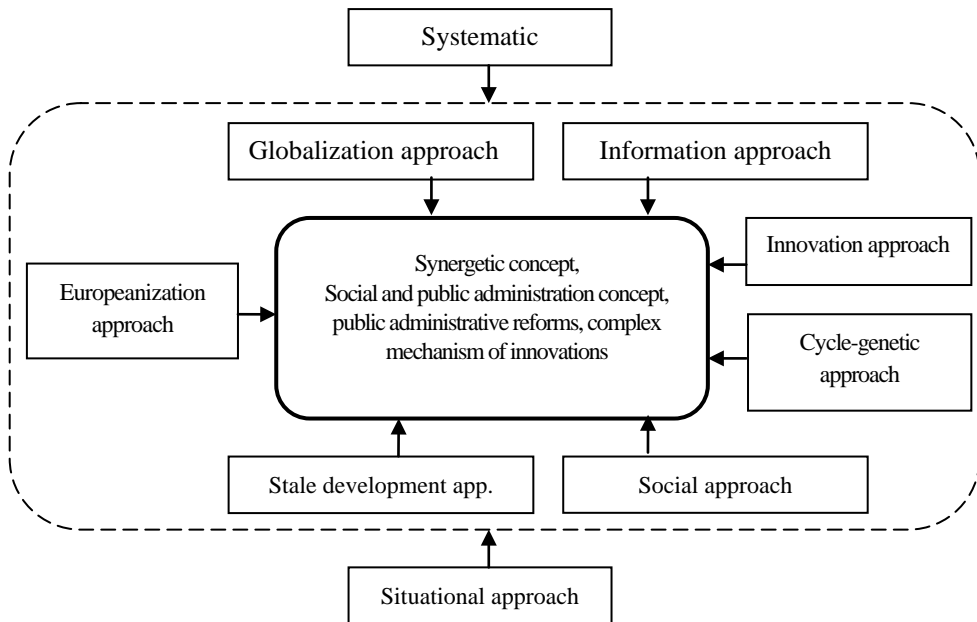 Systematic
Globalization approach
Information approach
Innovation approach
Synergetic concept,
Social and public administration concept,
public administrative reforms, complex
mechanism of innovations
Europeanization
approach
Cycle-genetic
approach
Stale development app.
Social approach
Situational approach